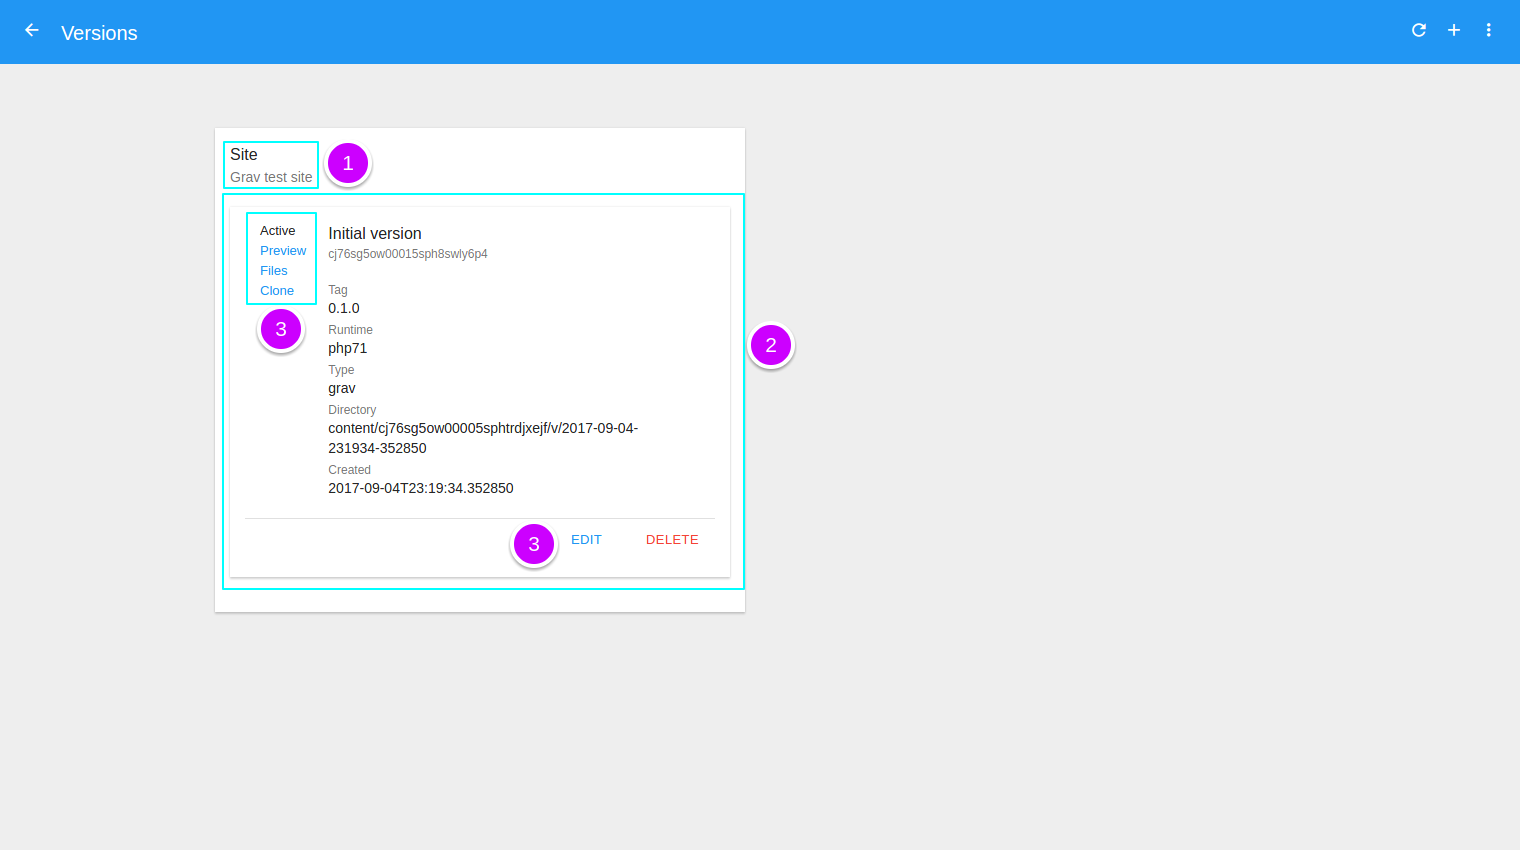 Versions
Site
Grav test site
1
Active
Preview
Files
Clone
3
Initial version
cj76sg5ow00015sph8swly6p4
Tag
0.1.0
Runtime
php71
Type
grav
Directory
content/cj76sg5ow00005sphtrdjxejf/v/2017-09-04-
231934-352850
Created
2017-09-04T23:19:34.352850
2
3
EDIT
DELETE